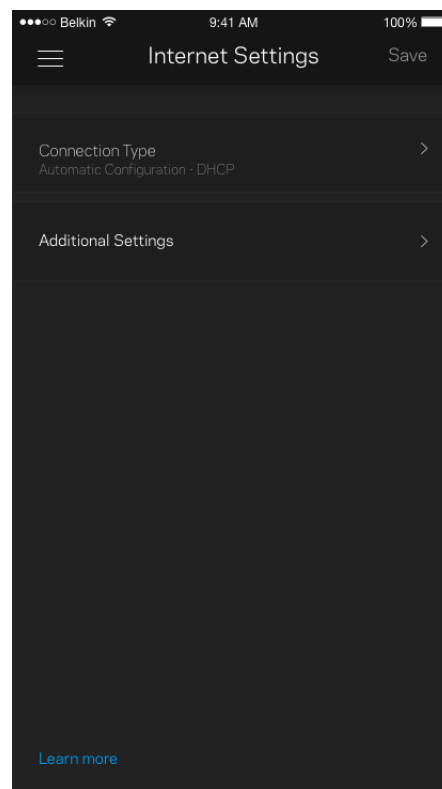 Belkin 9:41 AM 100%
Internet Settings Save
Connection Type
Automatic Configuration - DHCP
Additional Settings
Learn more